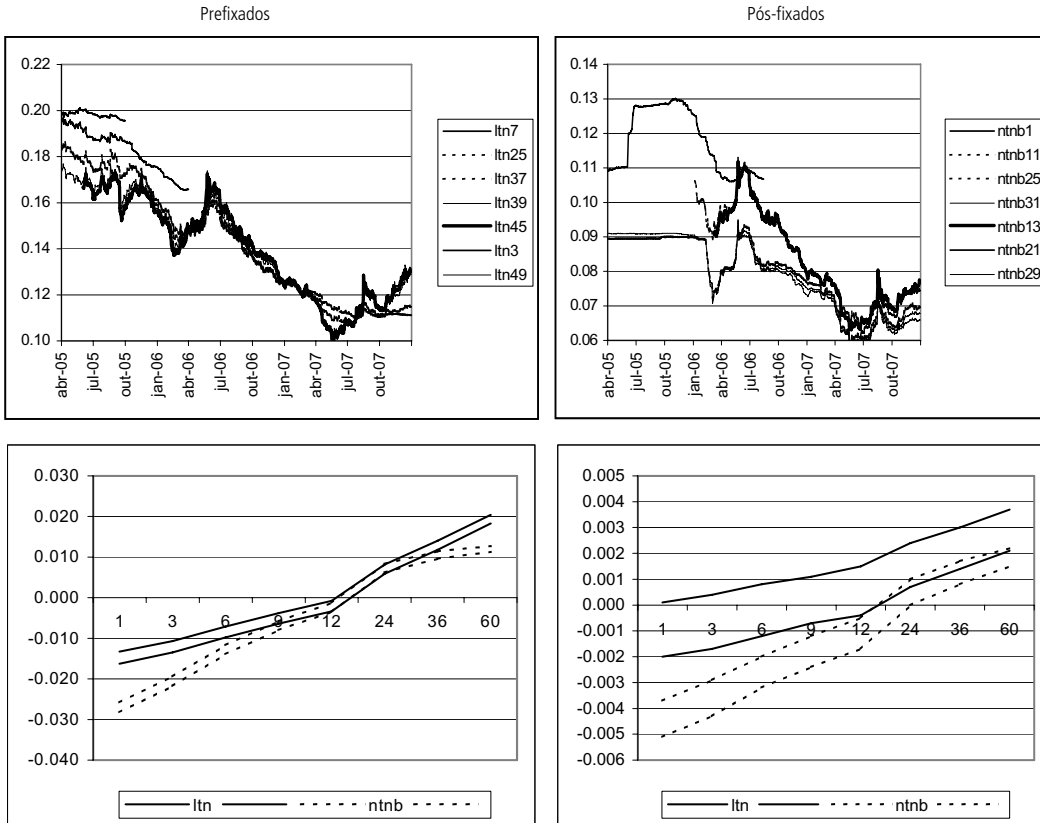 Prefixados
Pós-fixados
0.22
0.20
0.18
0.16
0.14
0.12
0.10
abr-05
jul-05
out-05
jan-06
abr-06
jul-06
out-06
jan-07
abr-07
jul-07
out-07
ltn7
ltn25
ltn37
ltn39
ltn45
ltn3
ltn49
0.14
0.13
0.12
0.11
0.10
0.09
0.08
0.07
0.06
abr-05
jul-05
out-05
jan-06
abr-06
jul-06
out-06
jan-07
abr-07
jul-07
out-07
ntnb1
ntnb11
ntnb25
ntnb31
ntnb13
ntnb21
ntnb29
0.030
0.020
0.010
0.000
-0.010
-0.020
-0.030
-0.040
1 3 6 9 12 24 36 60
ltn ntnb
0.005
0.004
0.003
0.002
0.001
0.000
-0.001
-0.002
-0.003
-0.004
-0.005
-0.006
1 3 6 9 12 24 36 60
ltn ntnb